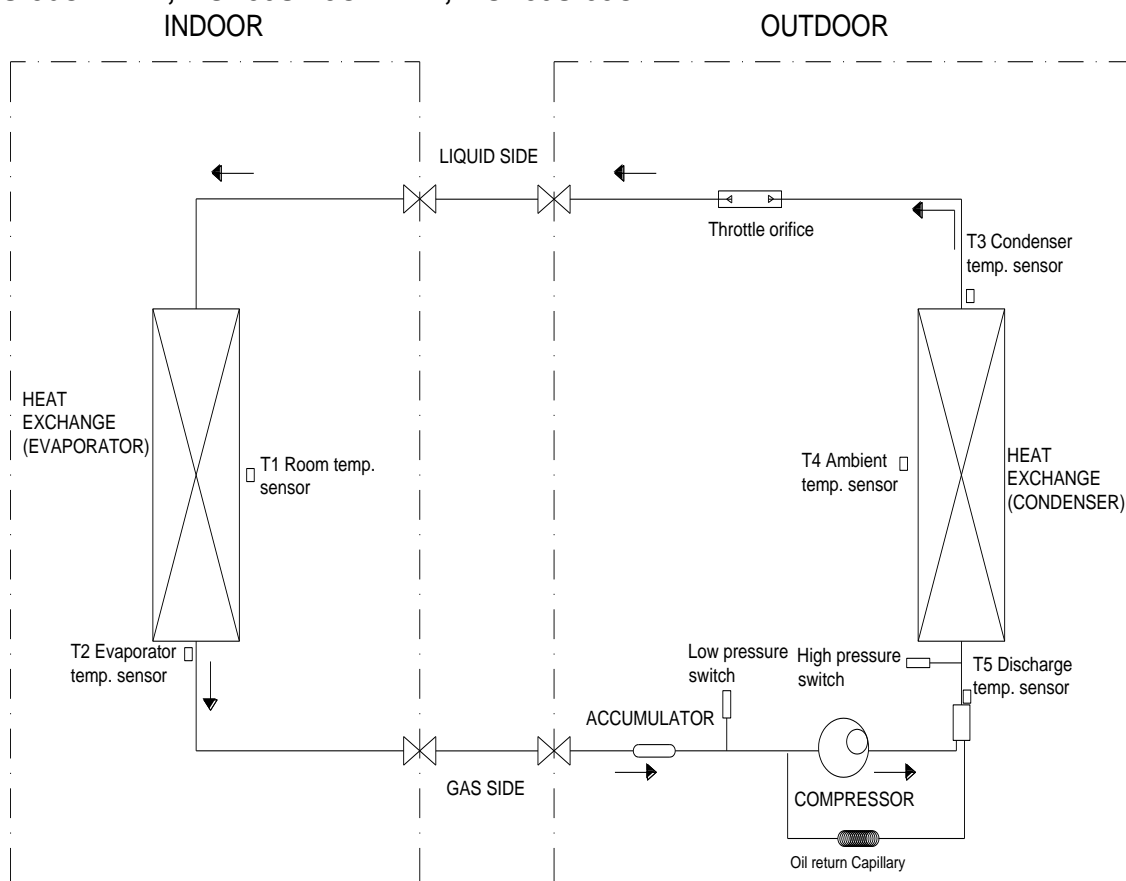 INDOOR
OUTDOOR
LIQUID SIDE
Throttle orifice
T3 Condenser
temp. sensor
HEAT
EXCHANGE
(EVAPORATOR)
T1 Room temp.
sensor
T4 Ambient
temp. sensor
HEAT
EXCHANGE
(CONDENSER)
T2 Evaporator
temp. sensor
Low pressure
switch
High pressure
switch
T5 Discharge
temp. sensor
ACCUMULATOR
GAS SIDE
COMPRESSOR
Oil return Capillary